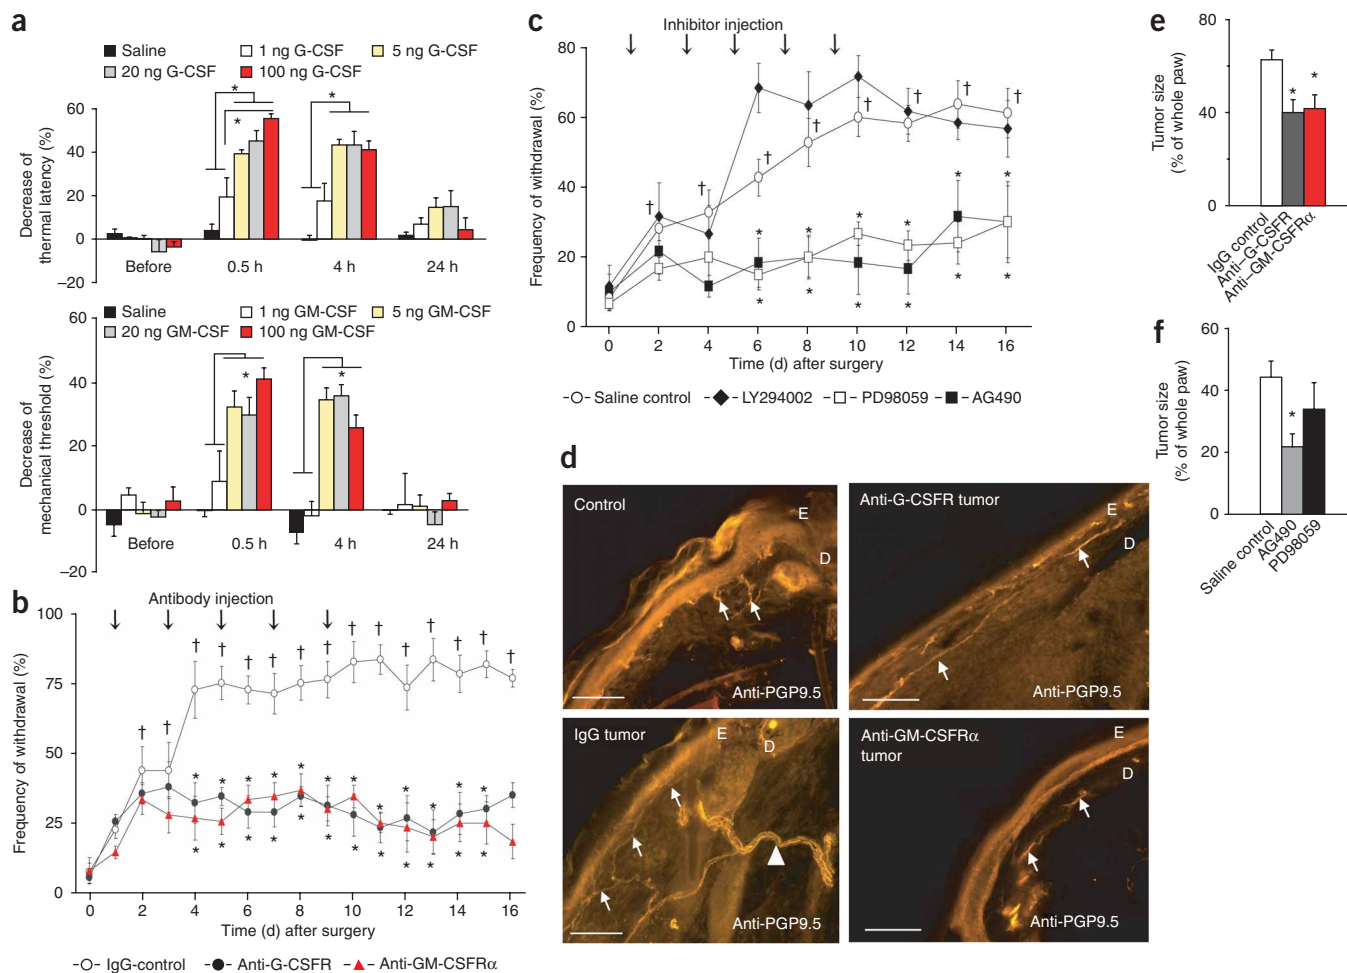 a
Saline
1 ng G-CSF
5 ng G-CSF
20 ng G-CSF
100 ng G-CSF
Decrease of
thermal latency (%)
60
40
20
0
–20
*
*
*
Before
0.5 h
4 h
24 h
Saline
1 ng GM-CSF
5 ng GM-CSF
20 ng GM-CSF
100 ng GM-CSF
Decrease of
mechanical threshold (%)
60
40
20
0
–20
*
*
Before
0.5 h
4 h
24 h
b
Antibody injection
Frequency of withdrawal (%)
100
75
50
25
0
† † † † † † † † † † † † † † †
* * * * * * * * * * * *
* * * * * * * * * * * *
0 2 4 6 8 10 12 14 16
Time (d) after surgery
IgG-control
Anti-G-CSFR
Anti-GM-CSFRα
c
Inhibitor injection
Frequency of withdrawal (%)
80
60
40
20
0
† † † † † † † †
* * * * * *
* * * * * *
0 2 4 6 8 10 12 14 16
Time (d) after surgery
Saline control
LY294002
PD98059
AG490
d
Control
E
D
Anti-PGP9.5
Anti-G-CSFR tumor
E
D
Anti-PGP9.5
IgG tumor
E
D
Anti-PGP9.5
Anti-GM-CSFRα
tumor
E
D
Anti-PGP9.5
e
Tumor size
(% of whole paw)
80
40
0
*
*
IgG control
Anti–G-CSFR
Anti–GM-CSFRα
f
Tumor size
(% of whole paw)
60
40
20
0
*
Saline control
AG490
PD98059